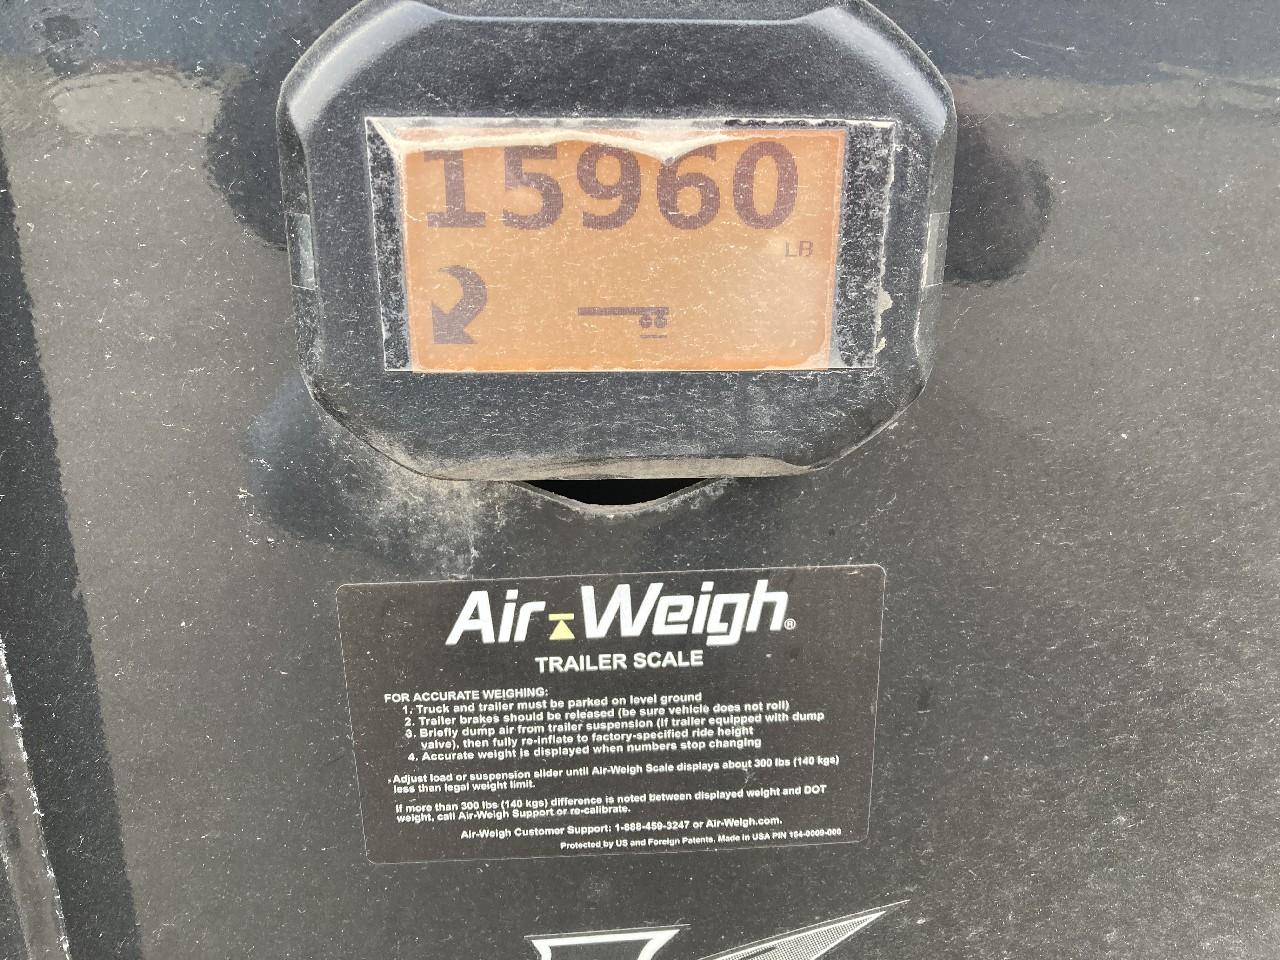 15960
LB
Air-Weigh®
TRAILER SCALE
FOR ACCURATE WEIGHING:
1. Truck and trailer must be parked on level ground
2. Trailer brakes should be released (be sure vehicle does not roll)
3. Briefly dump air from trailer suspension (if trailer equipped with dump
valve), then fully re-inflate to factory-specified ride height
4. Accurate weight is displayed when numbers stop changing
Adjust load or suspension slider until Air-Weigh Scale displays about 300 lbs (140 kgs)
less than legal weight limit.
If more than 300 lbs (140 kgs) difference is noted between displayed weight and DOT
weight, call Air-Weigh Support or re-calibrate.
Air-Weigh Customer Support: 1-888-459-3247 or Air-Weigh.com.
Protected by US and Foreign Patents. Made in USA P/N 154-0009-000